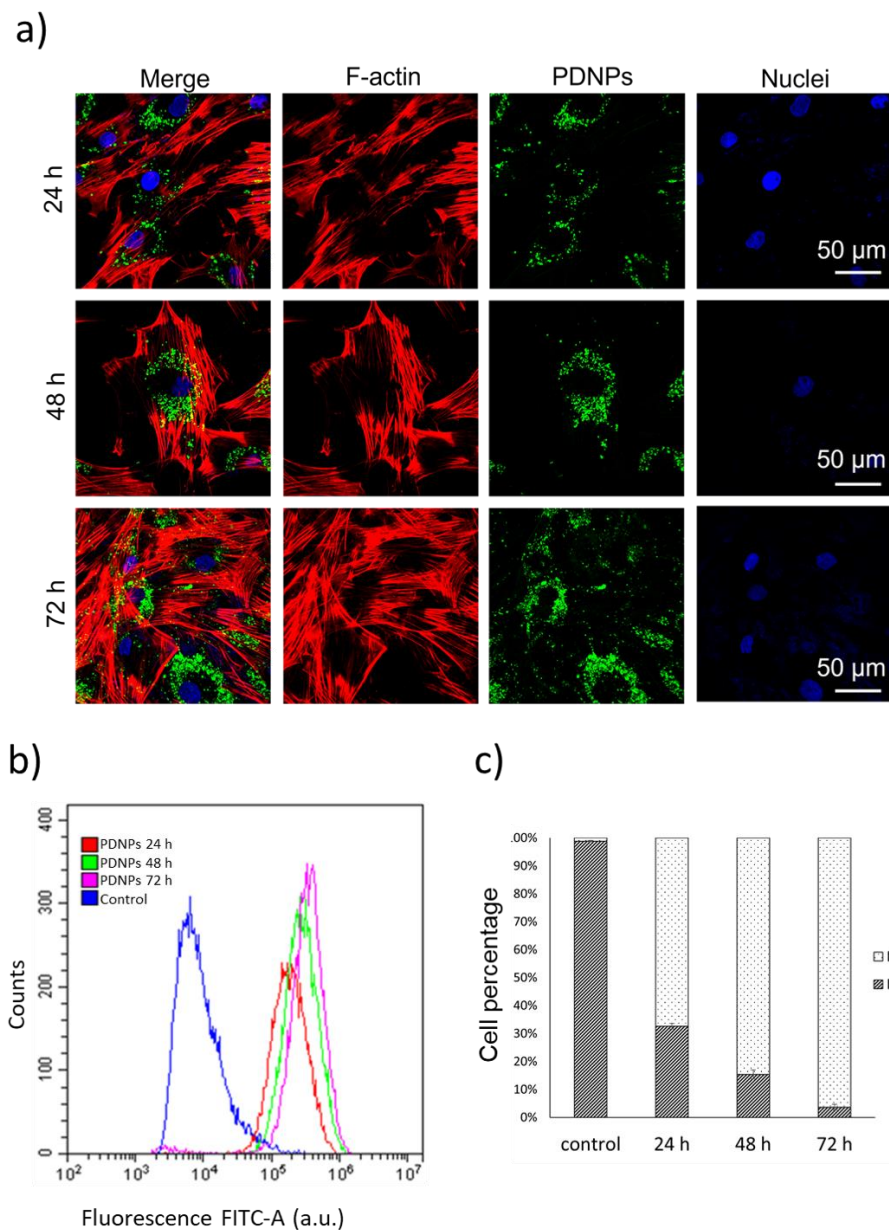 a)
Merge F-actin PDNPs Nuclei
24 h
50 µm
48 h
50 µm
72 h
50 µm
b)
400
300
200
100
0
Counts
PDNPs 24 h
PDNPs 48 h
PDNPs 72 h
Control
10² 10³ 10⁴ 10⁵ 10⁶ 10⁷
Fluorescence FITC-A (a.u.)
c)
Cell percentage
.00%
90%
80%
70%
60%
50%
40%
30%
20%
10%
0%
control 24 h 48 h 72 h